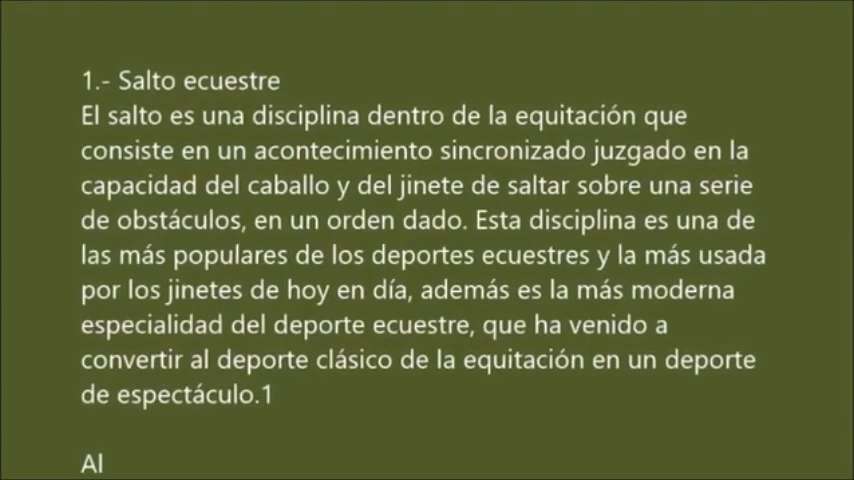 1.- Salto ecuestre
El salto es una disciplina dentro de la equitación que
consiste en un acontecimiento sincronizado juzgado en la
capacidad del caballo y del jinete de saltar sobre una serie
de obstáculos, en un orden dado. Esta disciplina es una de
las más populares de los deportes ecuestres y la más usada
por los jinetes de hoy en día, además es la más moderna
especialidad del deporte ecuestre, que ha venido a
convertir al deporte clásico de la equitación en un deporte
de espectáculo.1
Al